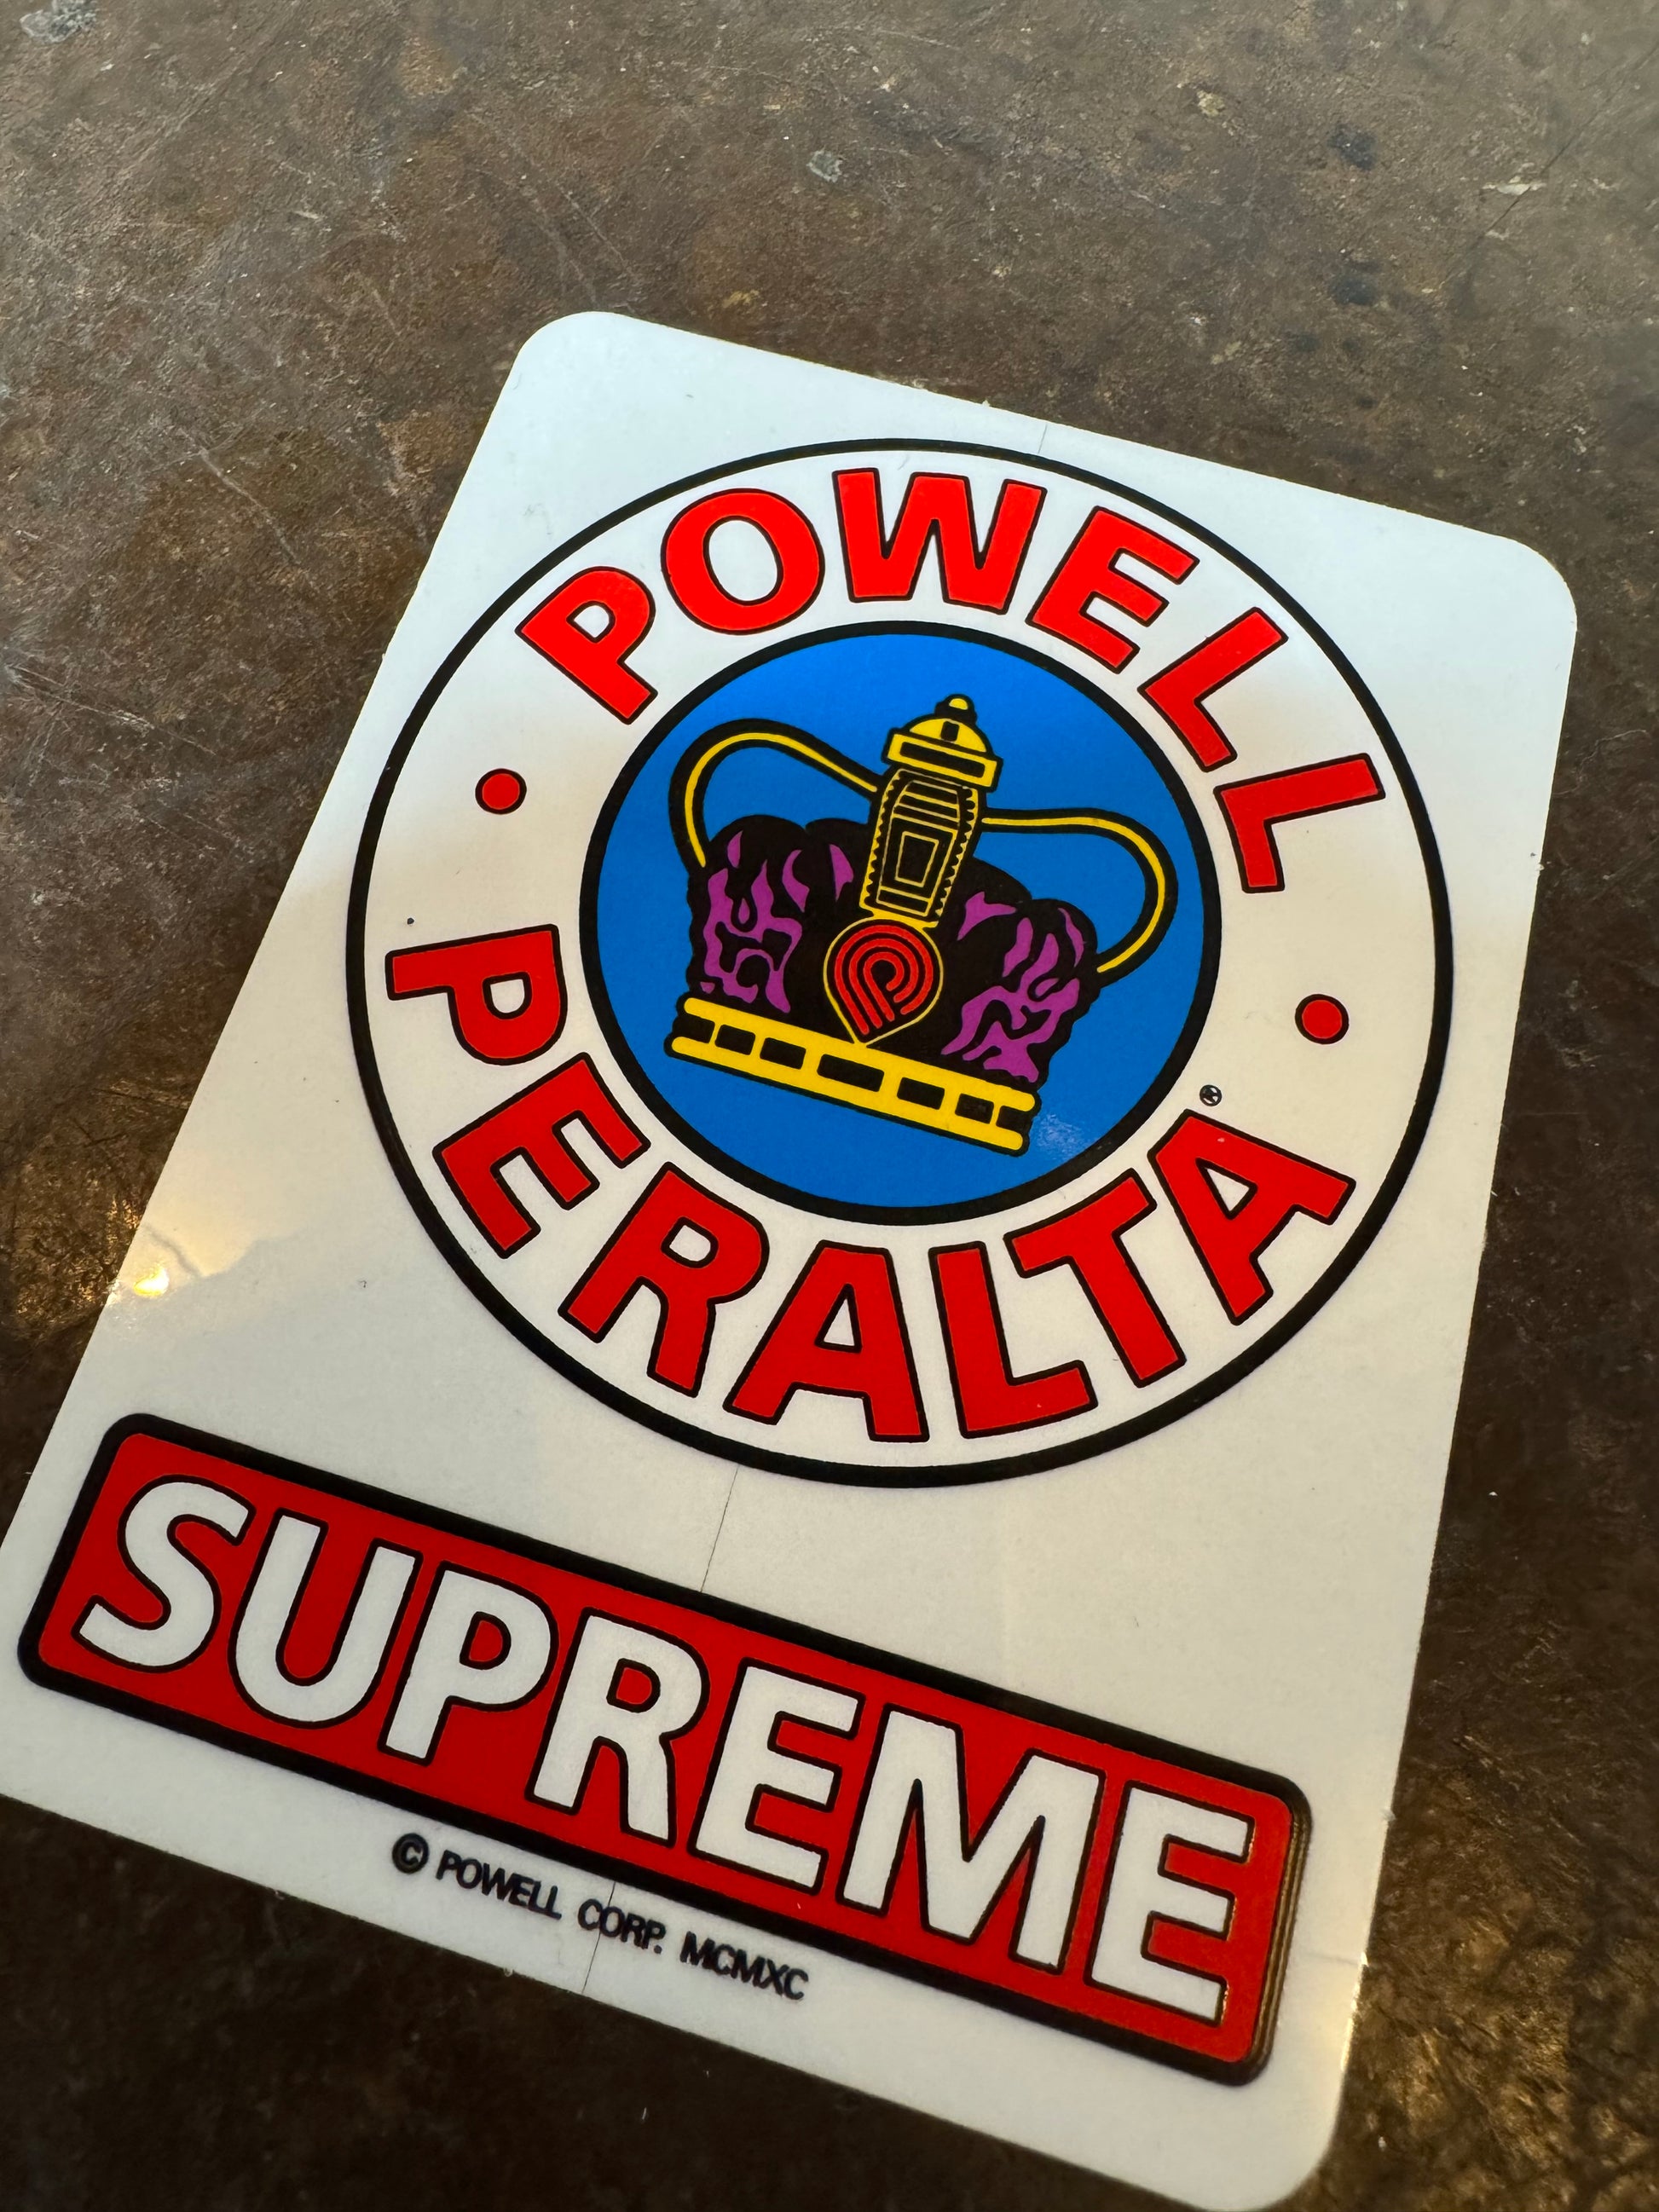 POWELL
PERALTA®
SUPREME
© POWELL CORP. MCMXC